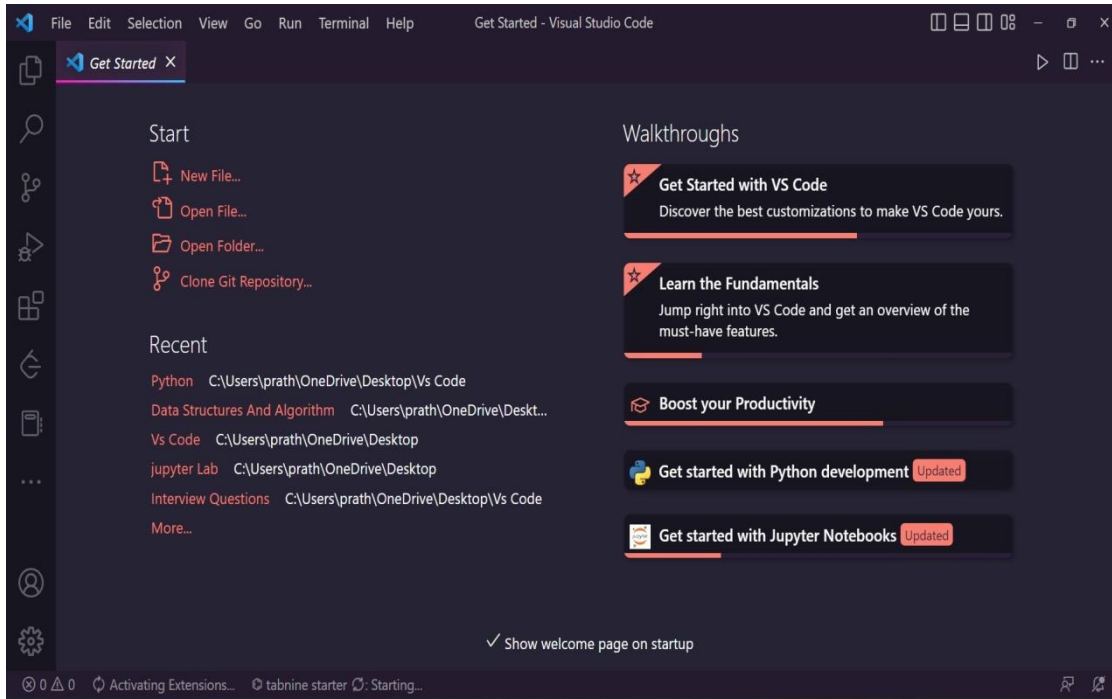 File Edit Selection View Go Run Terminal Help Get Started - Visual Studio Code
Get Started
Start
New File...
Open File...
Open Folder...
Clone Git Repository...
Recent
Python C:\Users\prath\OneDrive\Desktop\Vs Code
Data Structures And Algorithm C:\Users\prath\OneDrive\Deskt...
Vs Code C:\Users\prath\OneDrive\Desktop
jupyter Lab C:\Users\prath\OneDrive\Desktop
Interview Questions C:\Users\prath\OneDrive\Desktop\Vs Code
More...
Walkthroughs
Get Started with VS Code
Discover the best customizations to make VS Code yours.
Learn the Fundamentals
Jump right into VS Code and get an overview of the
must-have features.
Boost your Productivity
Get started with Python development Updated
Get started with Jupyter Notebooks Updated
Show welcome page on startup
0 0 Activating Extensions... tabnine starter : Starting...